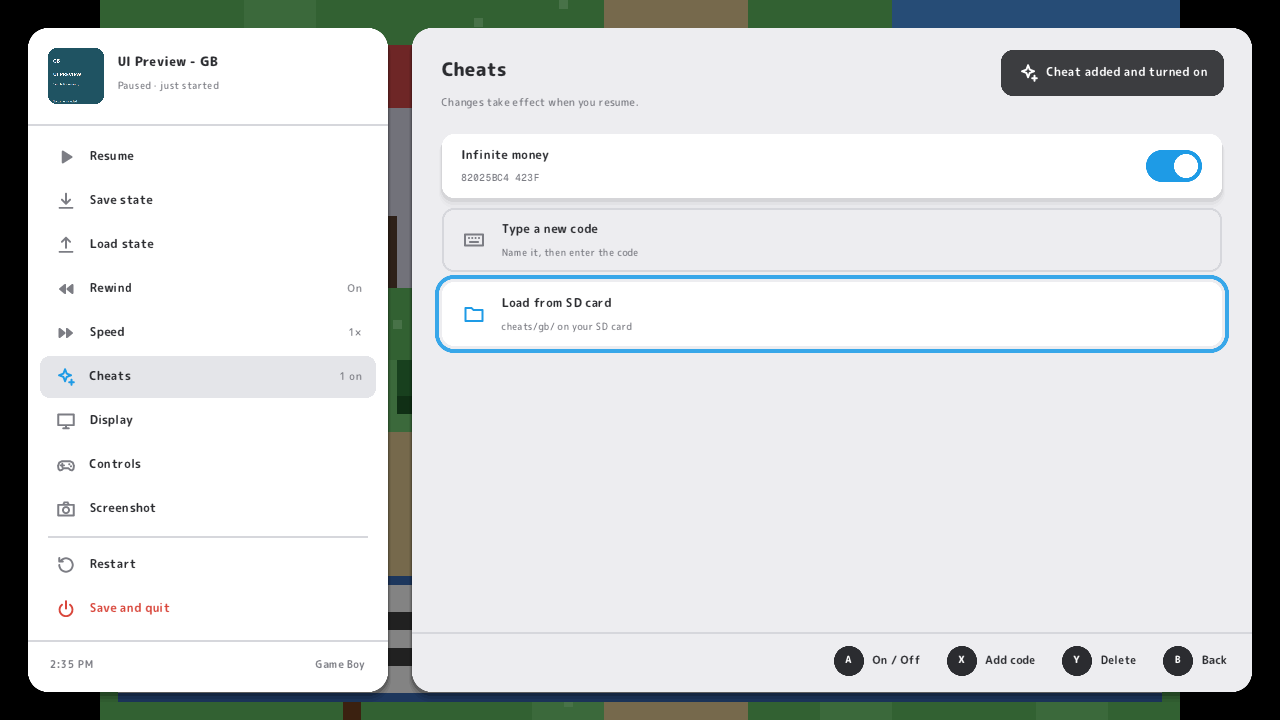 GB
UI PREVIEW
UI Preview - GB
Paused · just started
Resume
Save state
Load state
Rewind
On
Speed
1×
Cheats
1 on
Display
Controls
Screenshot
Restart
Save and quit
2:35 PM
Game Boy
Cheats
Changes take effect when you resume.
Cheat added and turned on
Infinite money
82025BC4 423F
Type a new code
Name it, then enter the code
Load from SD card
cheats/gb/ on your SD card
A On / Off
X Add code
Y Delete
B Back